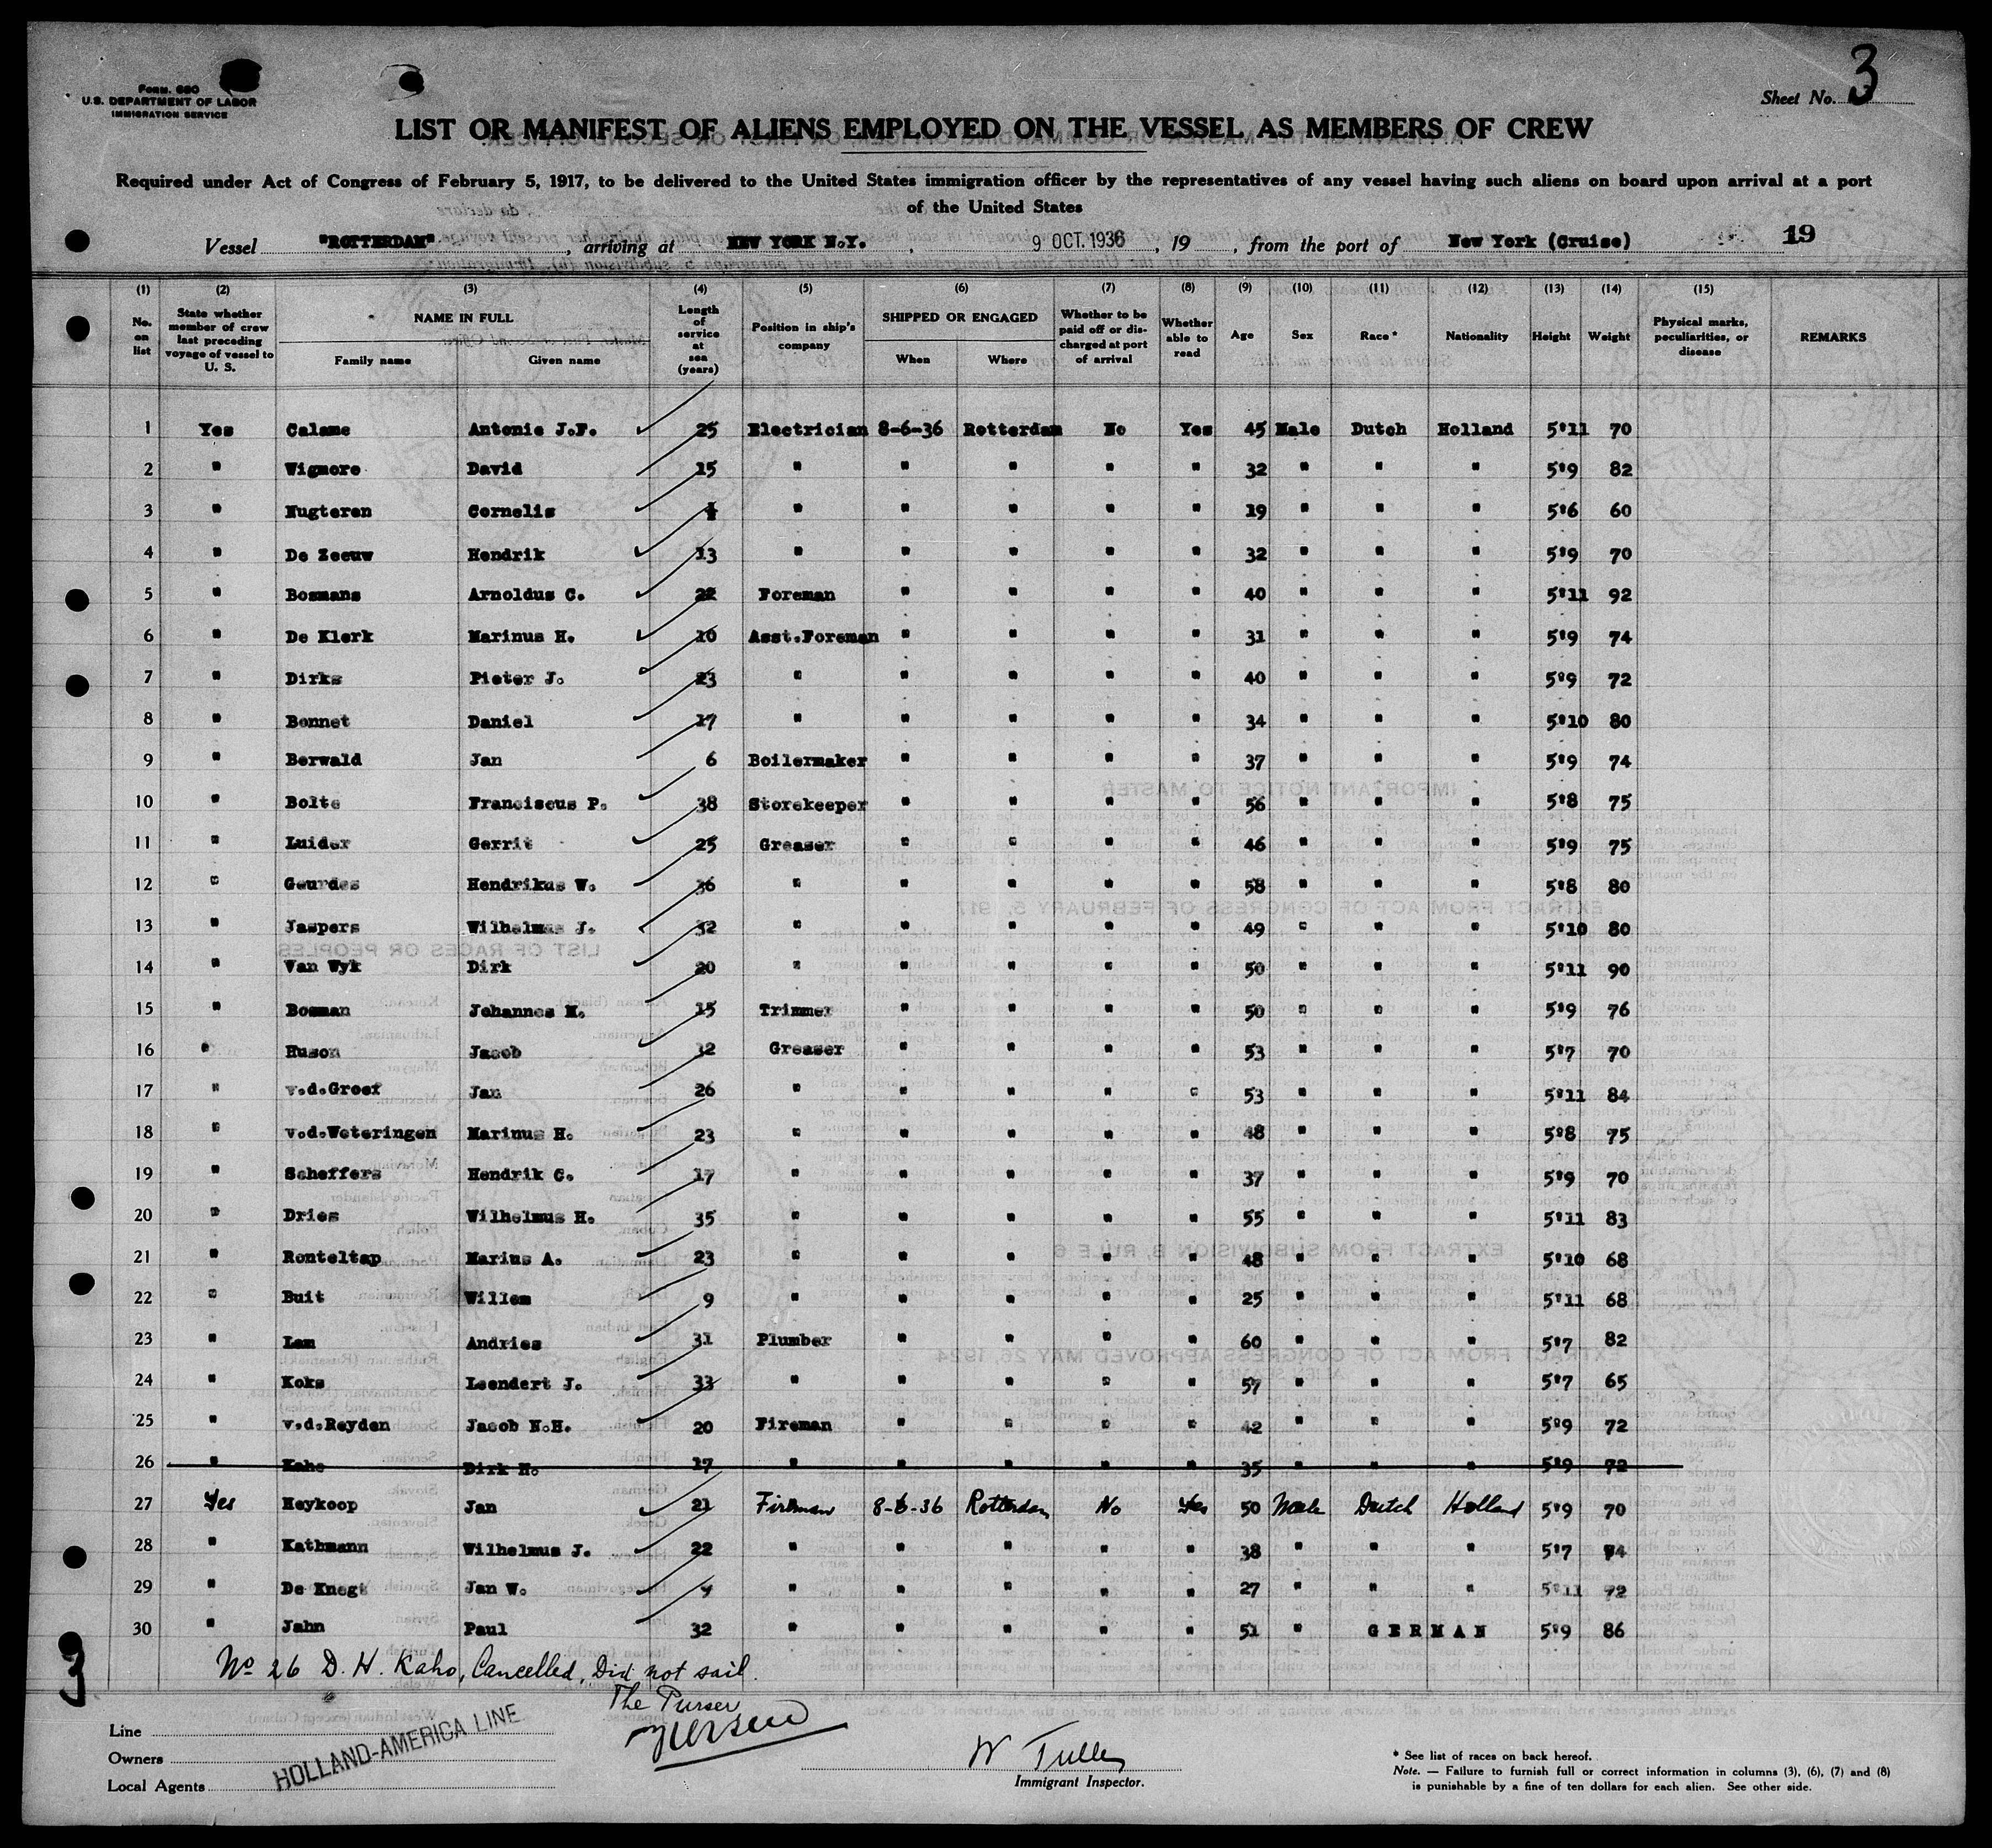 Form. 680
U.S. DEPARTMENT OF LABOR
IMMIGRATION SERVICE
Sheet No. 3
LIST OR MANIFEST OF ALIENS EMPLOYED ON THE VESSEL AS MEMBERS OF CREW
Required under Act of Congress of February 5, 1917, to be delivered to the United States immigration officer by the representatives of any vessel having such aliens on board upon arrival at a port
of the United States
Vessel "ROTTERDAM", arriving at NEW YORK N.Y., 9 OCT. 1936, 19 , from the port of New York (Cruise) 19
(1) (2) (3) (4) (5) (6) (7) (8) (9) (10) (11) (12) (13) (14) (15)
No. on list | State whether member of crew last preceding voyage of vessel to U. S. | NAME IN FULL Family name Given name | Length of service at sea (years) | Position in ship's company | SHIPPED OR ENGAGED When Where | Whether to be paid off or discharged at port of arrival | Whether able to read | Age | Sex | Race * | Nationality | Height | Weight | Physical marks, peculiarities, or disease | REMARKS
1 Yes Calame Antonie J.F. 25 Electrician 8-6-36 Rotterdam No Yes 45 Male Dutch Holland 5'11 70
2 " Wigmore David 15 " " " " " 32 " " " 5'9 82
3 " Nugteren Cornelis " " " " " 19 " " " 5'6 60
4 " De Zeeuw Hendrik 13 " " " " " 32 " " " 5'9 70
5 " Bosmans Arnoldus C. 22 Foreman " " " " 40 " " " 5'11 92
6 " De Klerk Marinus H. 10 Asst.Foreman " " " " 31 " " " 5'9 74
7 " Dirks Pieter J. 23 " " " " " 40 " " " 5'9 72
8 " Bonnet Daniel 17 " " " " " 34 " " " 5'10 80
9 " Berwald Jan 6 Boilermaker " " " " 37 " " " 5'9 74
10 " Bolte Franciscus P. 38 Storekeeper " " " " 56 " " " 5'8 75
11 " Luider Gerrit 25 Greaser " " " " 46 " " " 5'9 75
12 " Geurdes Hendrikus W. 36 " " " " " 58 " " " 5'8 80
13 " Jaspers Wilhelmus J. 32 " " " " " 49 " " " 5'10 80
14 " Van Wyk Dirk 20 " " " " " 50 " " " 5'11 90
15 " Bosman Johannes M. 15 Trimmer " " " " 50 " " " 5'9 76
16 " Huson Jacob 32 Greaser " " " " 53 " " " 5'7 70
17 " v.d.Groef Jan 26 " " " " " 53 " " " 5'11 84
18 " v.d.Weteringen Marinus H. 23 " " " " " 48 " " " 5'8 75
19 " Scheffers Hendrik C. 17 " " " " " 37 " " " 5'9 70
20 " Dries Wilhelmus H. 35 " " " " " 55 " " " 5'11 83
21 " Ronteltap Marius A. 23 " " " " " 48 " " " 5'10 68
22 " Buit Willem 9 " " " " " 25 " " " 5'11 68
23 " Lam Andries 31 Plumber " " " " 60 " " " 5'7 82
24 " Koks Leendert J. 33 " " " " " 57 " " " 5'7 65
25 " v.d.Reyden Jacob N.H. 20 Fireman " " " " 42 " " " 5'9 72
26 " Kaho Dirk H. 17 " " " " " 35 " " " 5'9 72
27 Yes Heykoop Jan 21 Fireman 8-6-36 Rotterdam No Yes 50 Male Dutch Holland 5'9 70
28 " Kathmann Wilhelmus J. 22 " " " " " 38 " " " 5'7 74
29 " De Knegt Jan W. " " " " " 27 " " " 5'11 72
30 " Jahn Paul 32 " " " " " 51 " GERMAN 5'9 86
No 26 D. H. Kaho, Cancelled, Did not sail.
The Purser
3
Line
Owners
Local Agents
HOLLAND-AMERICA LINE
W Tulley
Immigrant Inspector.
* See list of races on back hereof.
Note. — Failure to furnish full or correct information in columns (3), (6), (7) and (8)
is punishable by a fine of ten dollars for each alien. See other side.